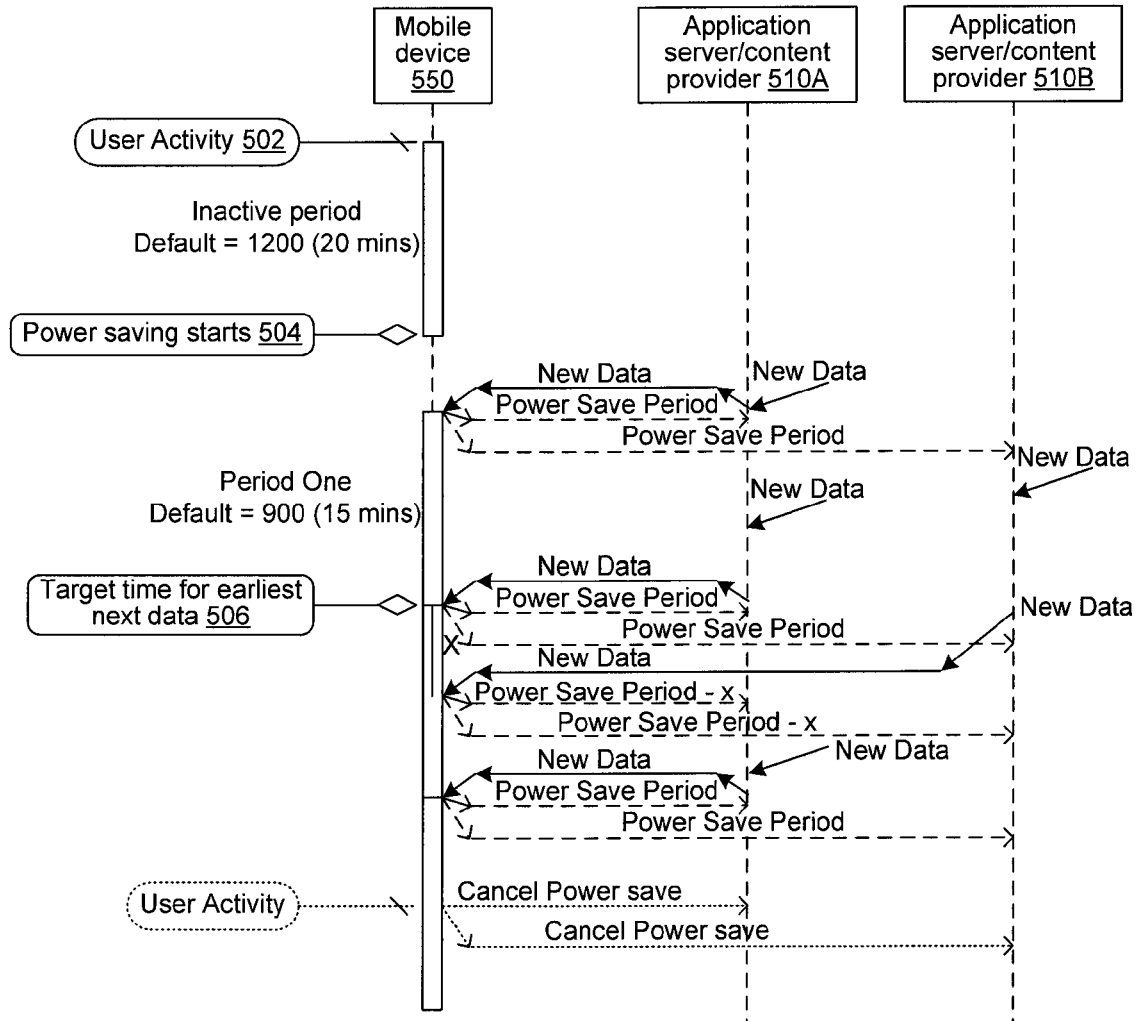 Mobile
device
550
Application
server/content
provider 510A
Application
server/content
provider 510B
User Activity 502
Inactive period
Default = 1200 (20 mins)
Power saving starts 504
New Data
New Data
Power Save Period
Power Save Period
New Data
New Data
Period One
Default = 900 (15 mins)
New Data
Target time for earliest
next data 506
Power Save Period
New Data
Power Save Period
X
New Data
Power Save Period - x
Power Save Period - x
New Data
New Data
Power Save Period
Power Save Period
User Activity
Cancel Power save
Cancel Power save